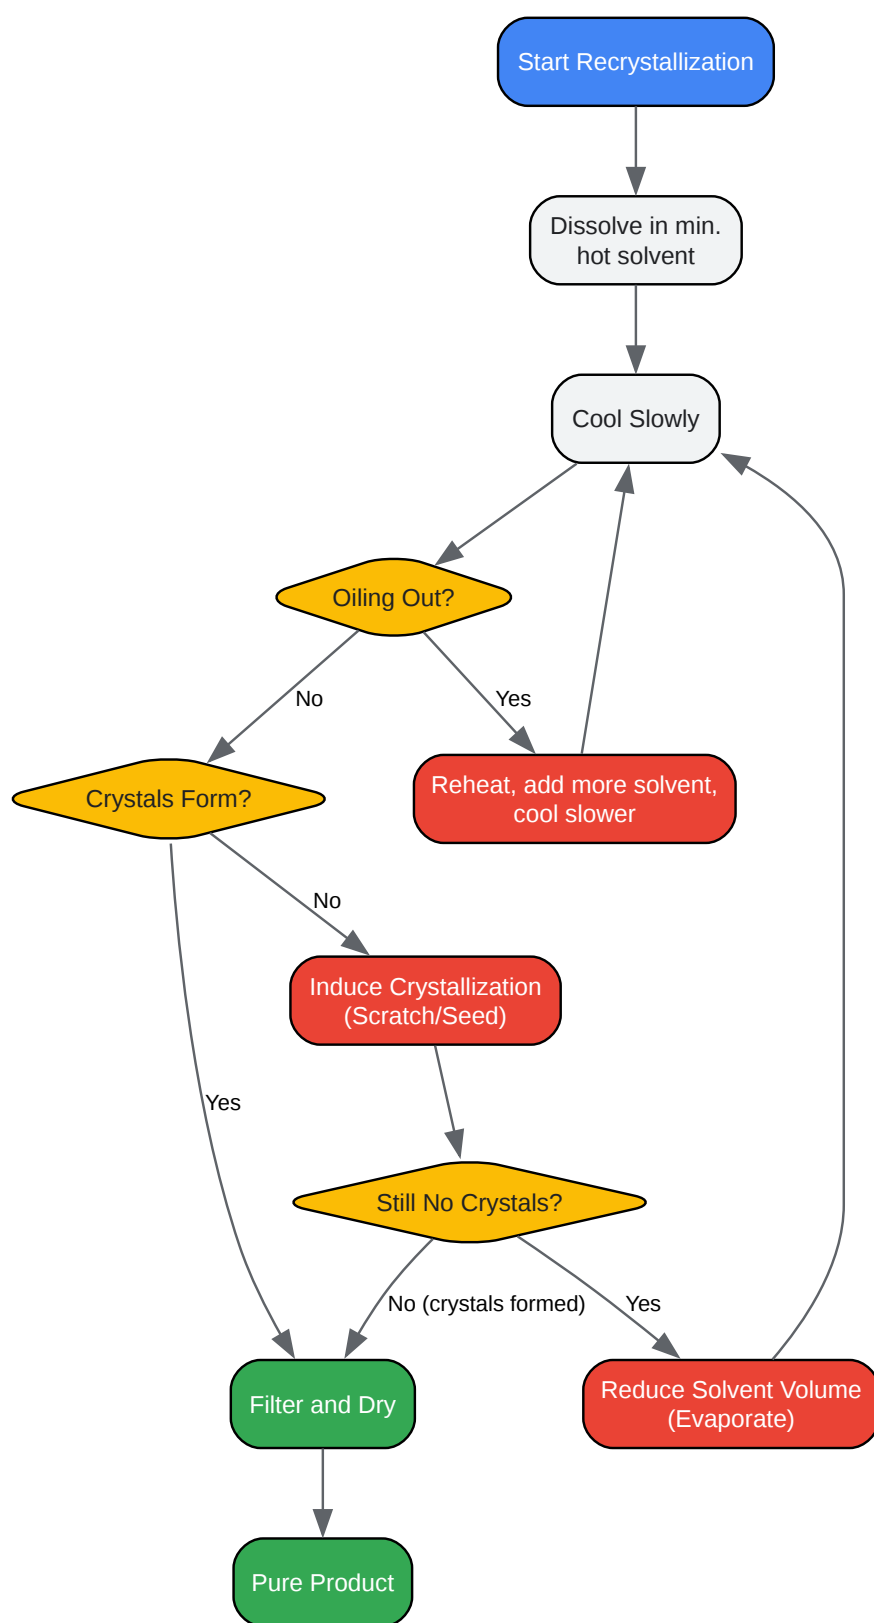 Start Recrystallization
Dissolve in min.
hot solvent
Cool Slowly
Oiling Out?
No
Yes
Crystals Form?
Reheat, add more solvent,
cool slower
No
Induce Crystallization
(Scratch/Seed)
Yes
Still No Crystals?
No (crystals formed)
Yes
Filter and Dry
Reduce Solvent Volume
(Evaporate)
Pure Product